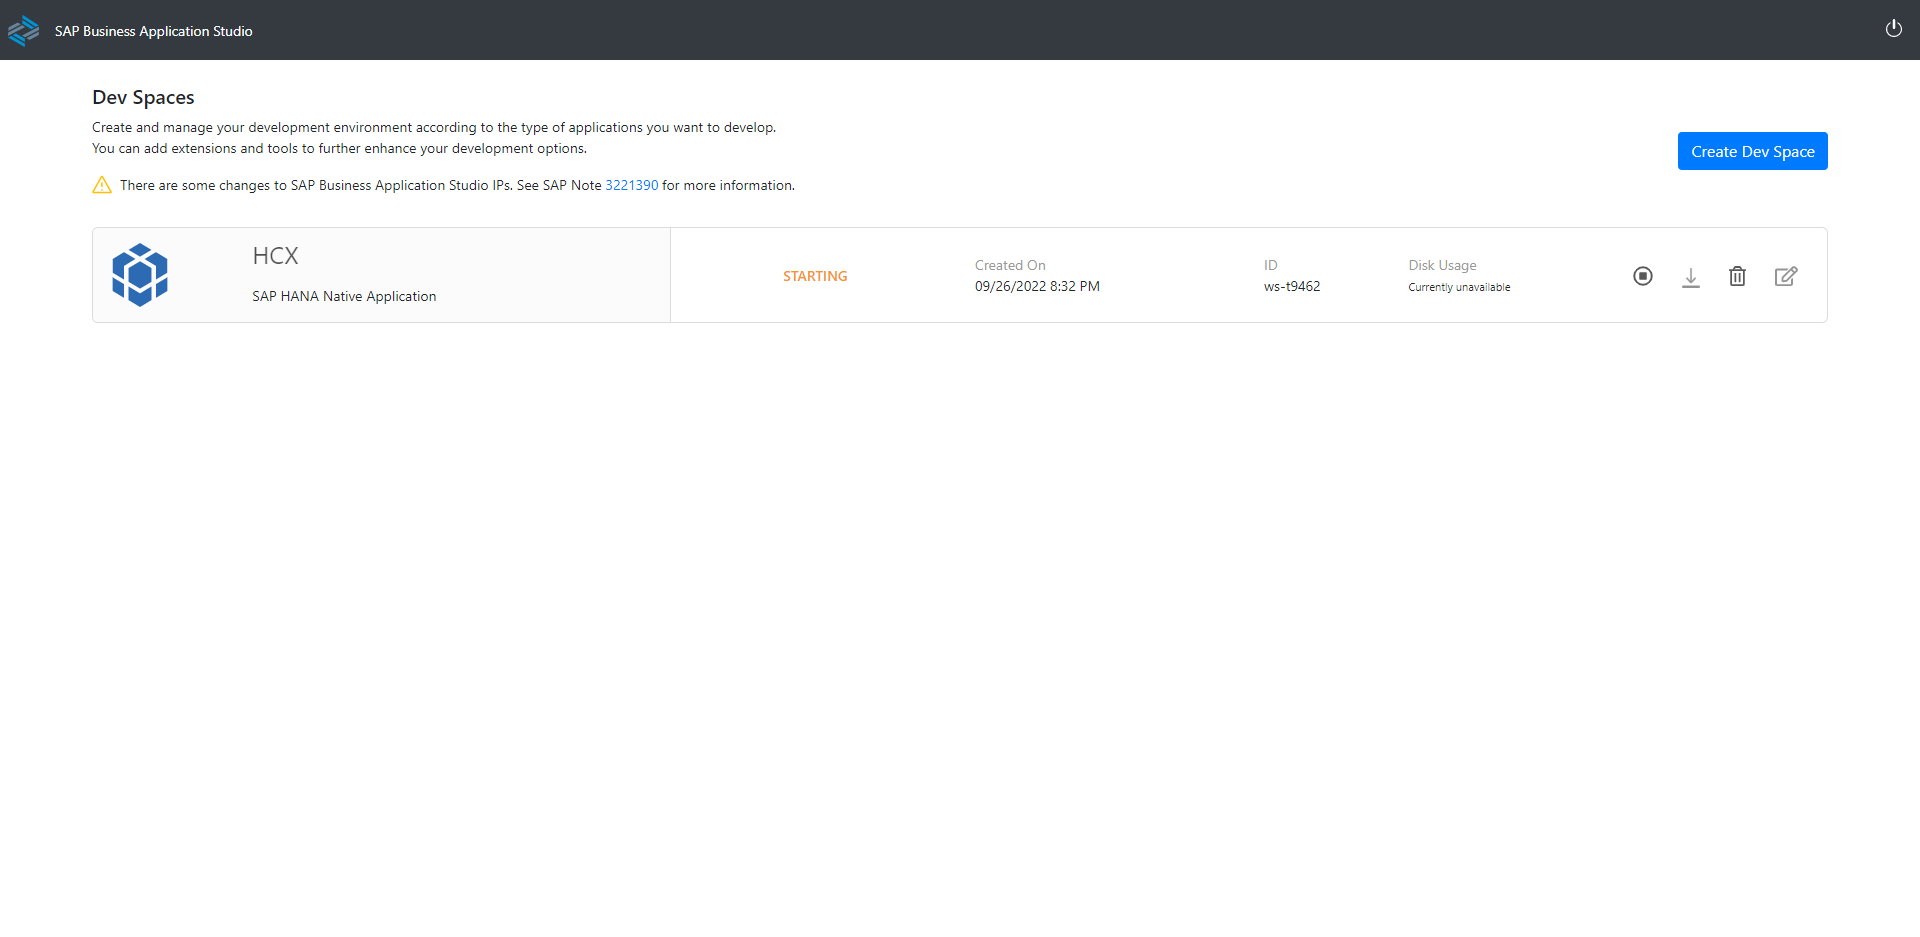 SAP Business Application Studio
Dev Spaces
Create and manage your development environment according to the type of applications you want to develop.
You can add extensions and tools to further enhance your development options.
Create Dev Space
There are some changes to SAP Business Application Studio IPs. See SAP Note 3221390 for more information.
HCX
SAP HANA Native Application
STARTING
Created On
09/26/2022 8:32 PM
ID
ws-t9462
Disk Usage
Currently unavailable